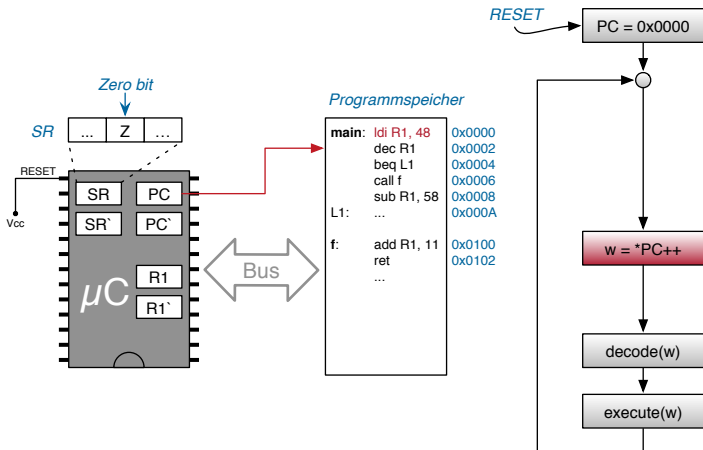 RESET
PC = 0x0000
Zero bit
Programmspeicher
SR
... Z ...
main: ldi R1, 48 0x0000
dec R1 0x0002
beq L1 0x0004
call f 0x0006
sub R1, 58 0x0008
L1: ... 0x000A
f: add R1, 11 0x0100
ret 0x0102
...
RESET
Vcc
SR PC
SR` PC`
R1
R1`
µC
Bus
w = *PC++
decode(w)
execute(w)